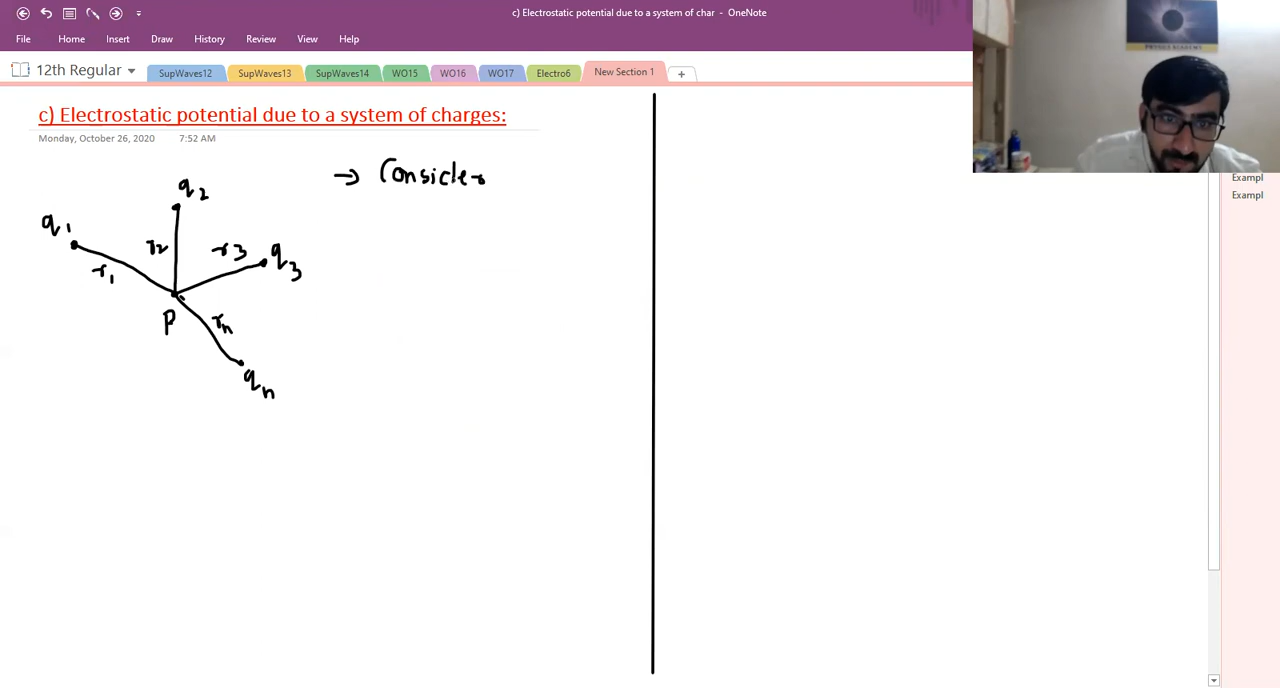 c) Electrostatic potential due to a system of char - OneNote
File Home Insert Draw History Review View Help
12th Regular SupWaves12 SupWaves13 SupWaves14 WO15 WO16 WO17 Electro6 New Section 1 +
PHYSICS ACADEMY
c) Electrostatic potential due to a system of charges:
Monday, October 26, 2020 7:52 AM
→ Consider
q2
q1
r2 r3 q3
r1
P rn
qn
Exampl
Exampl